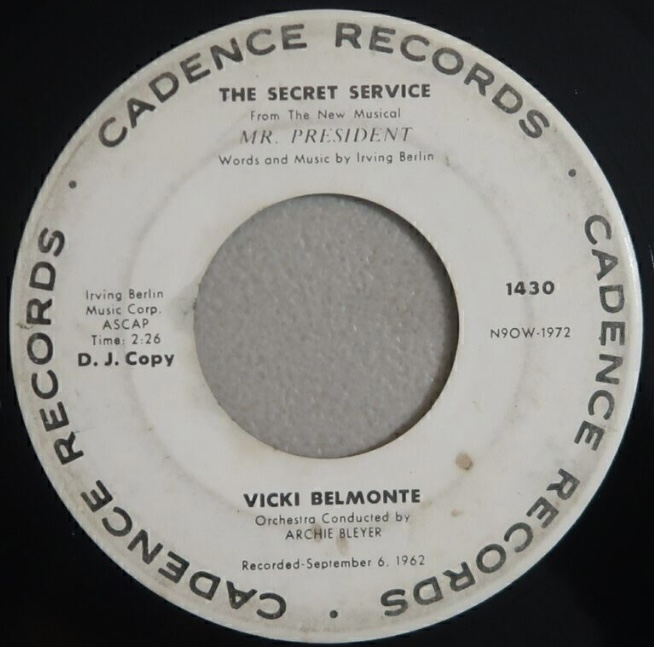 CADENCE RECORDS
THE SECRET SERVICE
From The New Musical
MR. PRESIDENT
Words and Music by Irving Berlin
Irving Berlin
Music Corp.
ASCAP
Time: 2:26
D. J. Copy
1430
N9OW-1972
VICKI BELMONTE
Orchestra Conducted by
ARCHIE BLEYER
Recorded-September 6, 1962
CADENCE RECORDS
CADENCE RECORDS